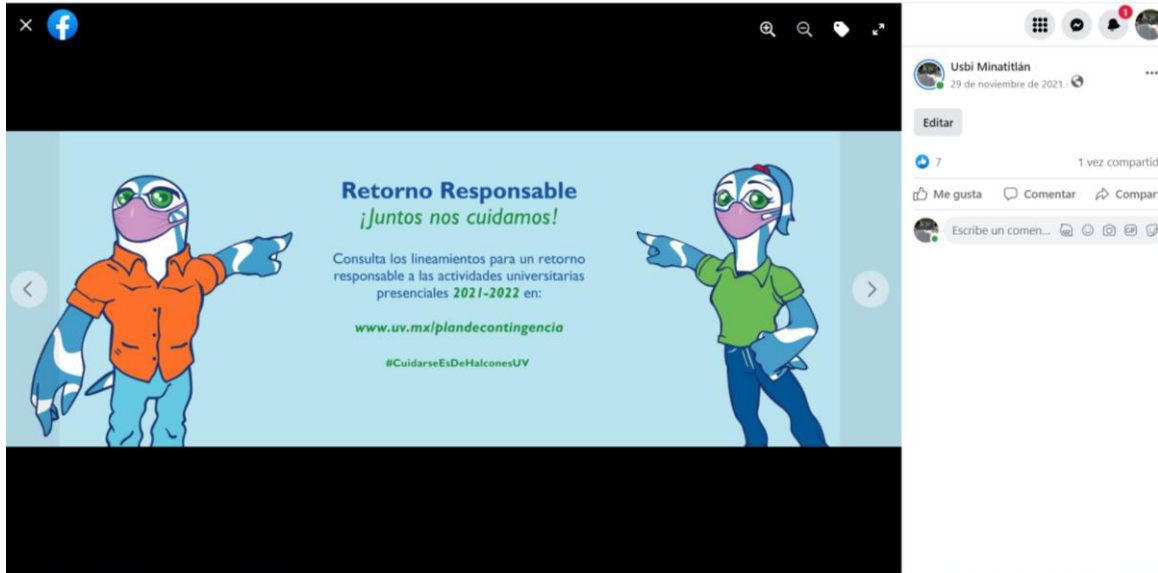 Retorno Responsable
¡Juntos nos cuidamos!
Consulta los lineamientos para un retorno
responsable a las actividades universitarias
presenciales 2021-2022 en:
www.uv.mx/plandecontingencia
#CuidarseEsDeHalconesUV
1
Usbi Minatitlán
29 de noviembre de 2021 ·
Editar
7 1 vez compartid
Me gusta Comentar Compart
Escribe un comen... GIF